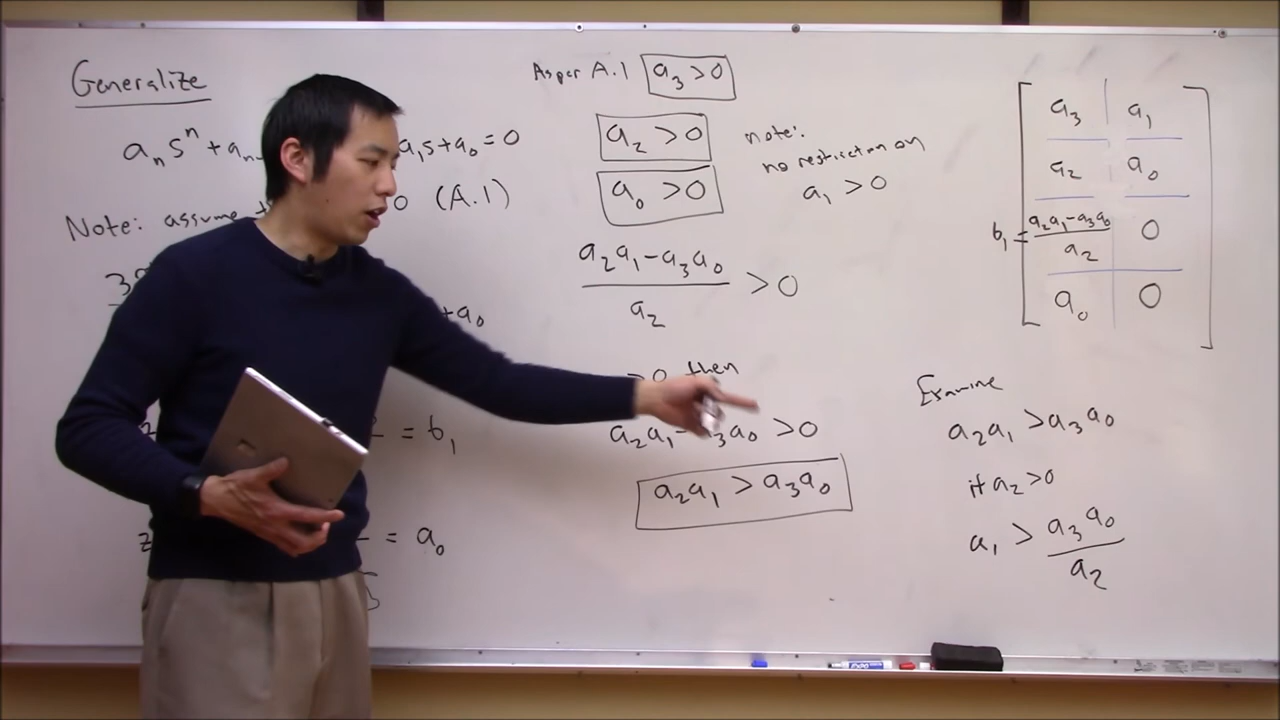 Generalize
aₙsⁿ + aₙ₋ a₁s+a₀=0
Note: assume 0 (A.1)
+a₀
= b₁
= a₀
As per A.1 a₃>0
a₂ >0
a₀ >0
note:
no restriction on
a₁ > 0
a₂a₁-a₃a₀
a₂
>0
>0 then
a₂a₁-a₃a₀ >0
a₂a₁ > a₃a₀
a₃ a₁
a₂ a₀
b₁= a₂a₁-a₃a₀ 0
a₂
a₀ 0
Examine
a₂a₁ >a₃a₀
if a₂>0
a₁ > a₃a₀
a₂